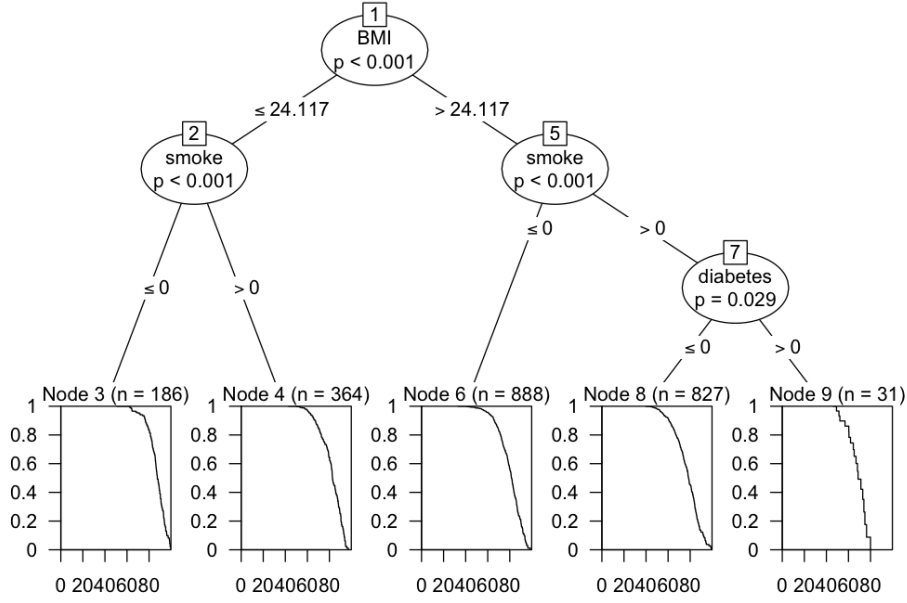 1
BMI
p < 0.001
≤ 24.117
> 24.117
2
smoke
p < 0.001
5
smoke
p < 0.001
≤ 0
> 0
7
diabetes
p = 0.029
≤ 0
> 0
≤ 0
> 0
Node 3 (n = 186)
Node 4 (n = 364)
Node 6 (n = 888)
Node 8 (n = 827)
Node 9 (n = 31)
1 1 1 1 1
0.8 0.8 0.8 0.8 0.8
0.6 0.6 0.6 0.6 0.6
0.4 0.4 0.4 0.4 0.4
0.2 0.2 0.2 0.2 0.2
0 0 0 0 0
0 20406080 0 20406080 0 20406080 0 20406080 0 20406080